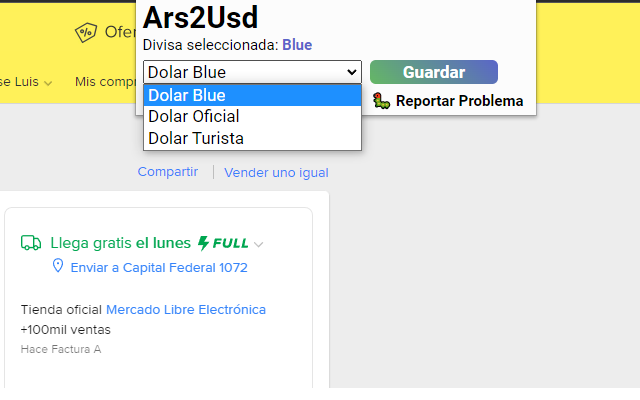 Ars2Usd
Divisa seleccionada: Blue
Dolar Blue
Guardar
Dolar Blue
Dolar Oficial
Dolar Turista
Reportar Problema
Ofer
se Luis
Mis compr
Compartir | Vender uno igual
Llega gratis el lunes FULL
Enviar a Capital Federal 1072
Tienda oficial Mercado Libre Electrónica
+100mil ventas
Hace Factura A